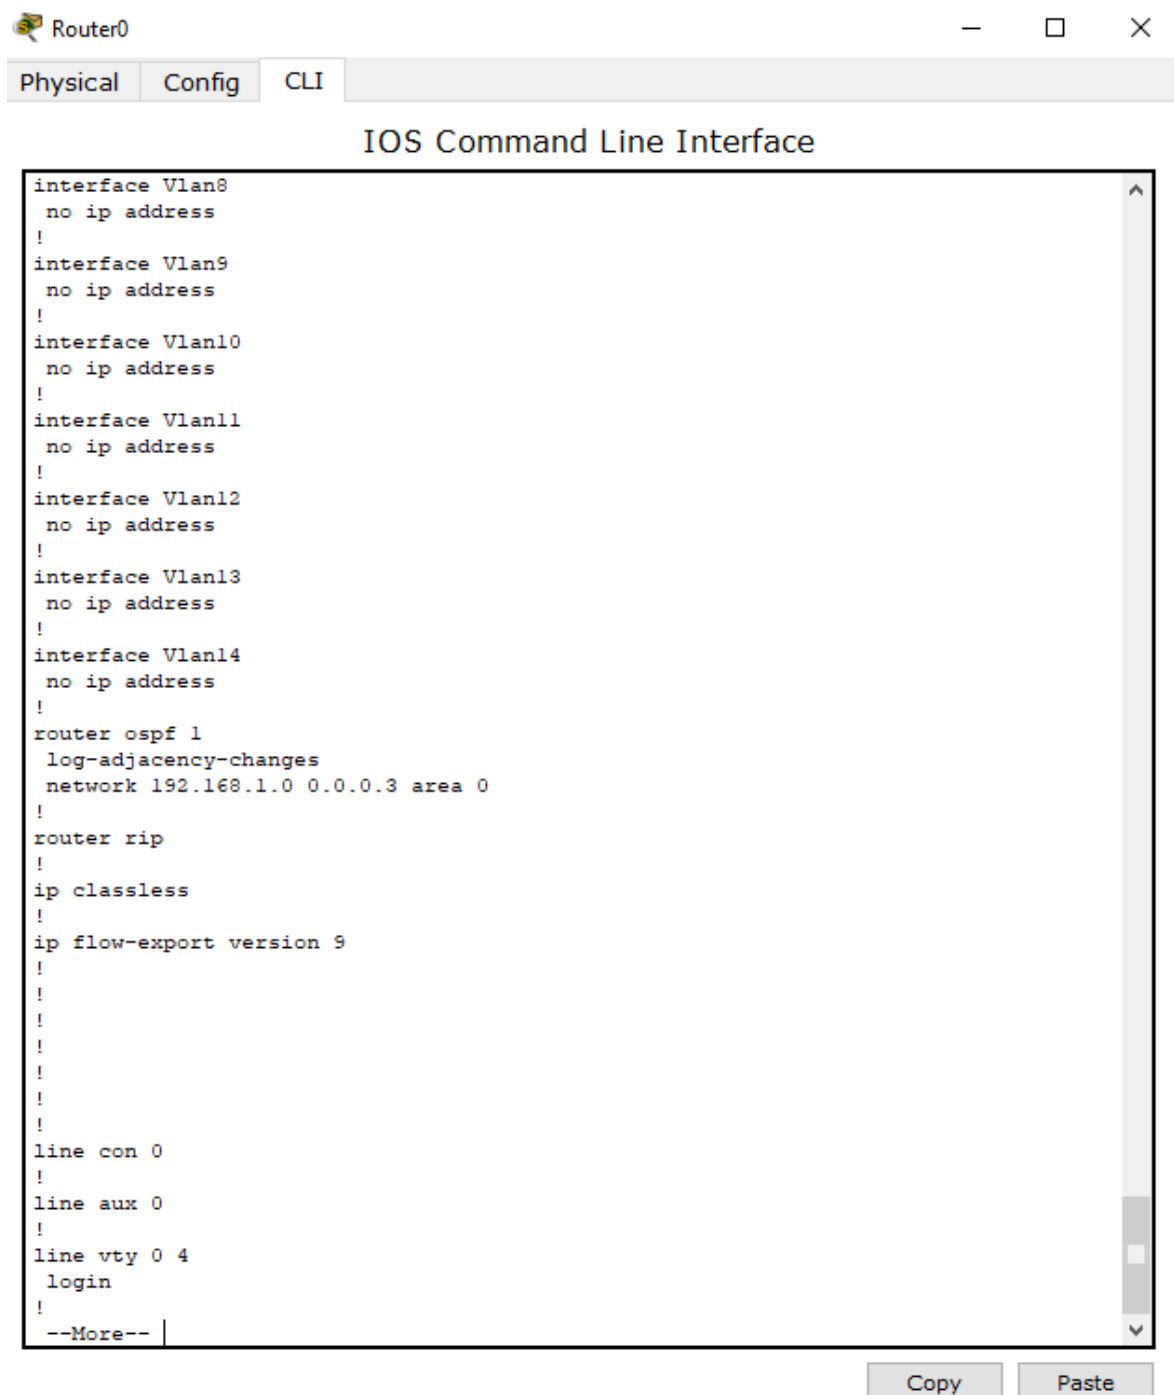 Router0
Physical Config CLI
IOS Command Line Interface
interface Vlan8
 no ip address
!
interface Vlan9
 no ip address
!
interface Vlan10
 no ip address
!
interface Vlan11
 no ip address
!
interface Vlan12
 no ip address
!
interface Vlan13
 no ip address
!
interface Vlan14
 no ip address
!
router ospf 1
 log-adjacency-changes
 network 192.168.1.0 0.0.0.3 area 0
!
router rip
!
ip classless
!
ip flow-export version 9
!
!
!
!
!
!
!
line con 0
!
line aux 0
!
line vty 0 4
 login
!
 --More--
Copy Paste